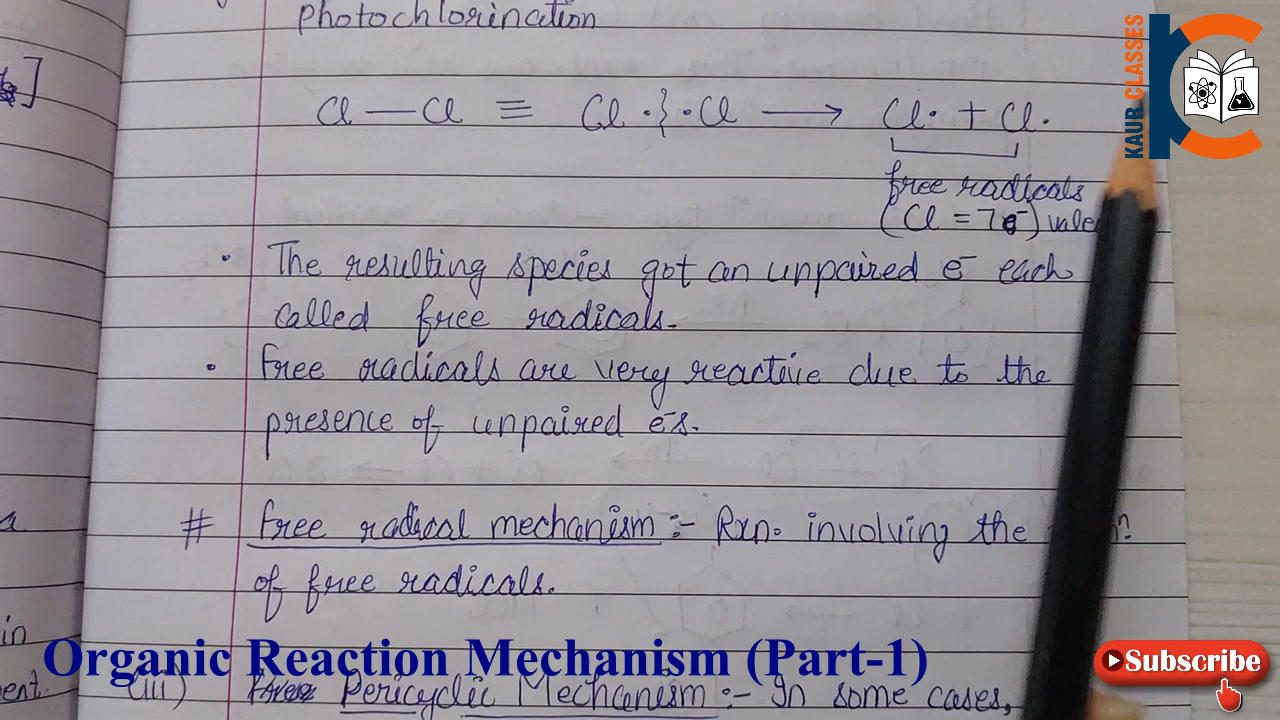 photochlorination
Cl — Cl ≡ Cl · } · Cl ⟶ Cl· + Cl·
free radicals
(Cl = 7e⁻)
· The resulting species got an unpaired e⁻ each
called free radicals.
· Free radicals are very reactive due to the
presence of unpaired e⁻s.
# Free radical mechanism :- Rxn. involving the
of free radicals.
in
Organic Reaction Mechanism (Part-1)
(iii) Pericyclic Mechanism :- In some cases,
KAUR CLASSES
Subscribe